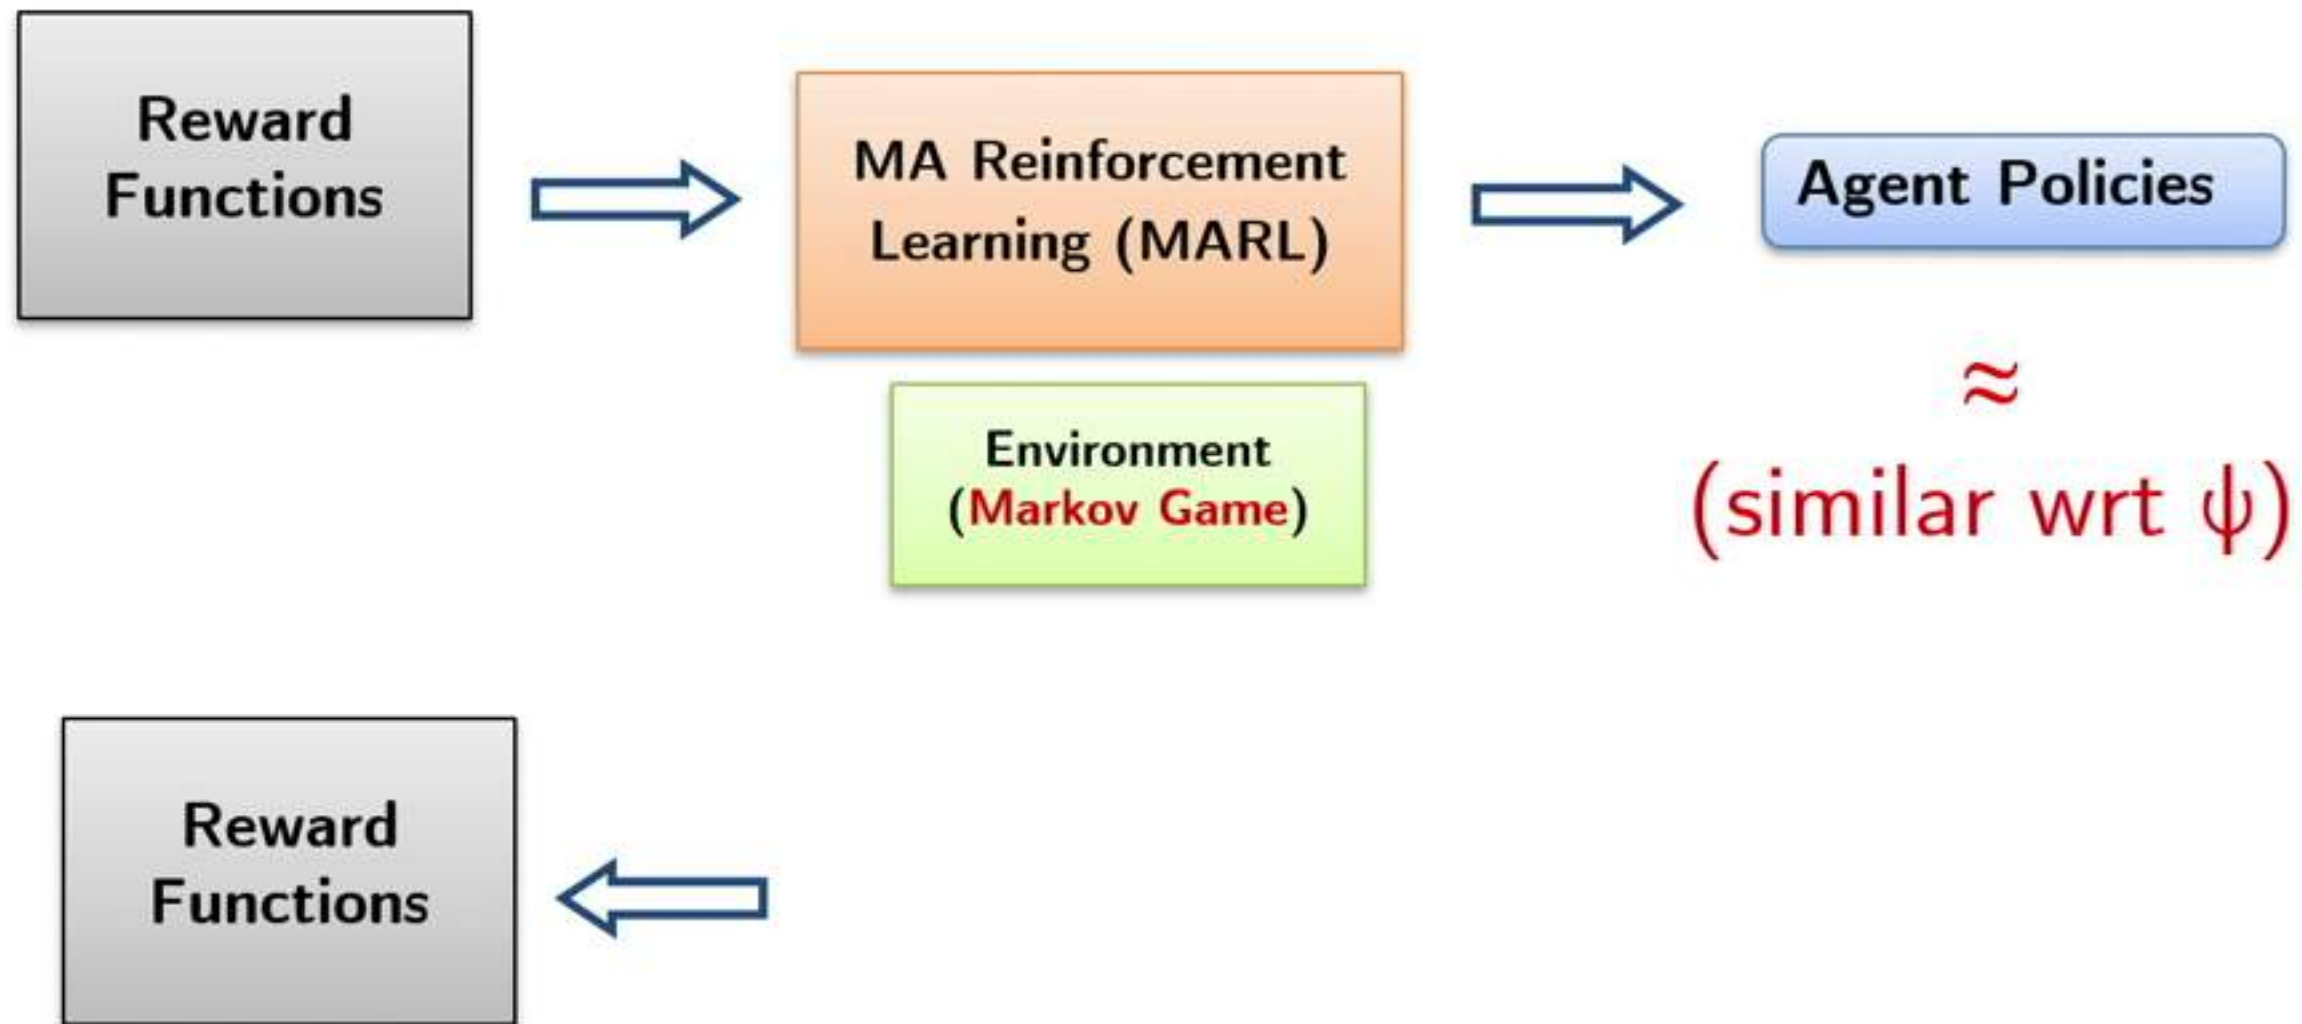 Reward
Functions
MA Reinforcement
Learning (MARL)
Agent Policies
≈
(similar wrt ψ)
Environment
(Markov Game)
Reward
Functions